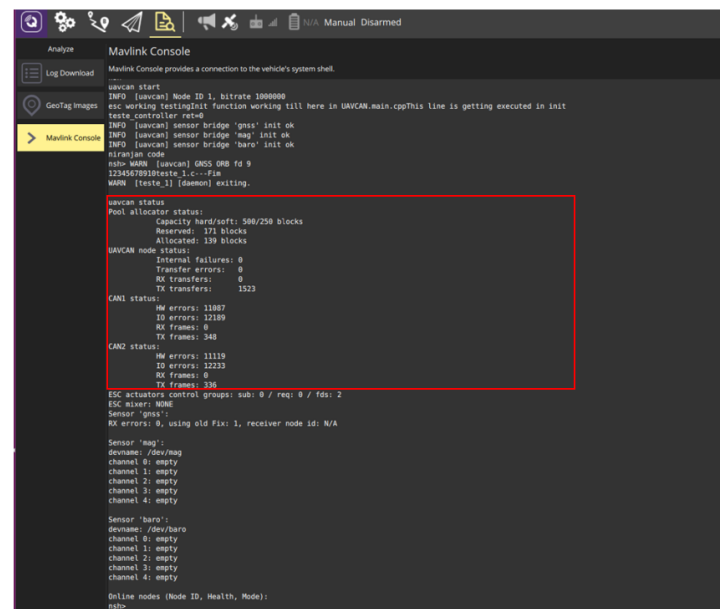 N/A Manual Disarmed
Analyze
Log Download
GeoTag Images
Mavlink Console
Mavlink Console
Mavlink Console provides a connection to the vehicle's system shell.
uavcan start
INFO [uavcan] Node ID 1, bitrate 1000000
esc working testingInit function working till here in UAVCAN.main.cppThis line is getting executed in init
teste_controller ret=0
INFO [uavcan] sensor bridge 'gnss' init ok
INFO [uavcan] sensor bridge 'mag' init ok
INFO [uavcan] sensor bridge 'baro' init ok
niranjan code
nsh> WARN [uavcan] GNSS ORB fd 9
12345678910teste_1.c---Fim
WARN [teste_1] [daemon] exiting.
uavcan status
Pool allocator status:
Capacity hard/soft: 500/250 blocks
Reserved: 171 blocks
Allocated: 139 blocks
UAVCAN node status:
Internal failures: 0
Transfer errors: 0
RX transfers: 0
TX transfers: 1523
CAN1 status:
HW errors: 11087
IO errors: 12189
RX frames: 0
TX frames: 348
CAN2 status:
HW errors: 11119
IO errors: 12233
RX frames: 0
TX frames: 336
ESC actuators control groups: sub: 0 / req: 0 / fds: 2
ESC mixer: NONE
Sensor 'gnss':
RX errors: 0, using old Fix: 1, receiver node id: N/A
Sensor 'mag':
devname: /dev/mag
channel 0: empty
channel 1: empty
channel 2: empty
channel 3: empty
channel 4: empty
Sensor 'baro':
devname: /dev/baro
channel 0: empty
channel 1: empty
channel 2: empty
channel 3: empty
channel 4: empty
Online nodes (Node ID, Health, Mode):
nsh>